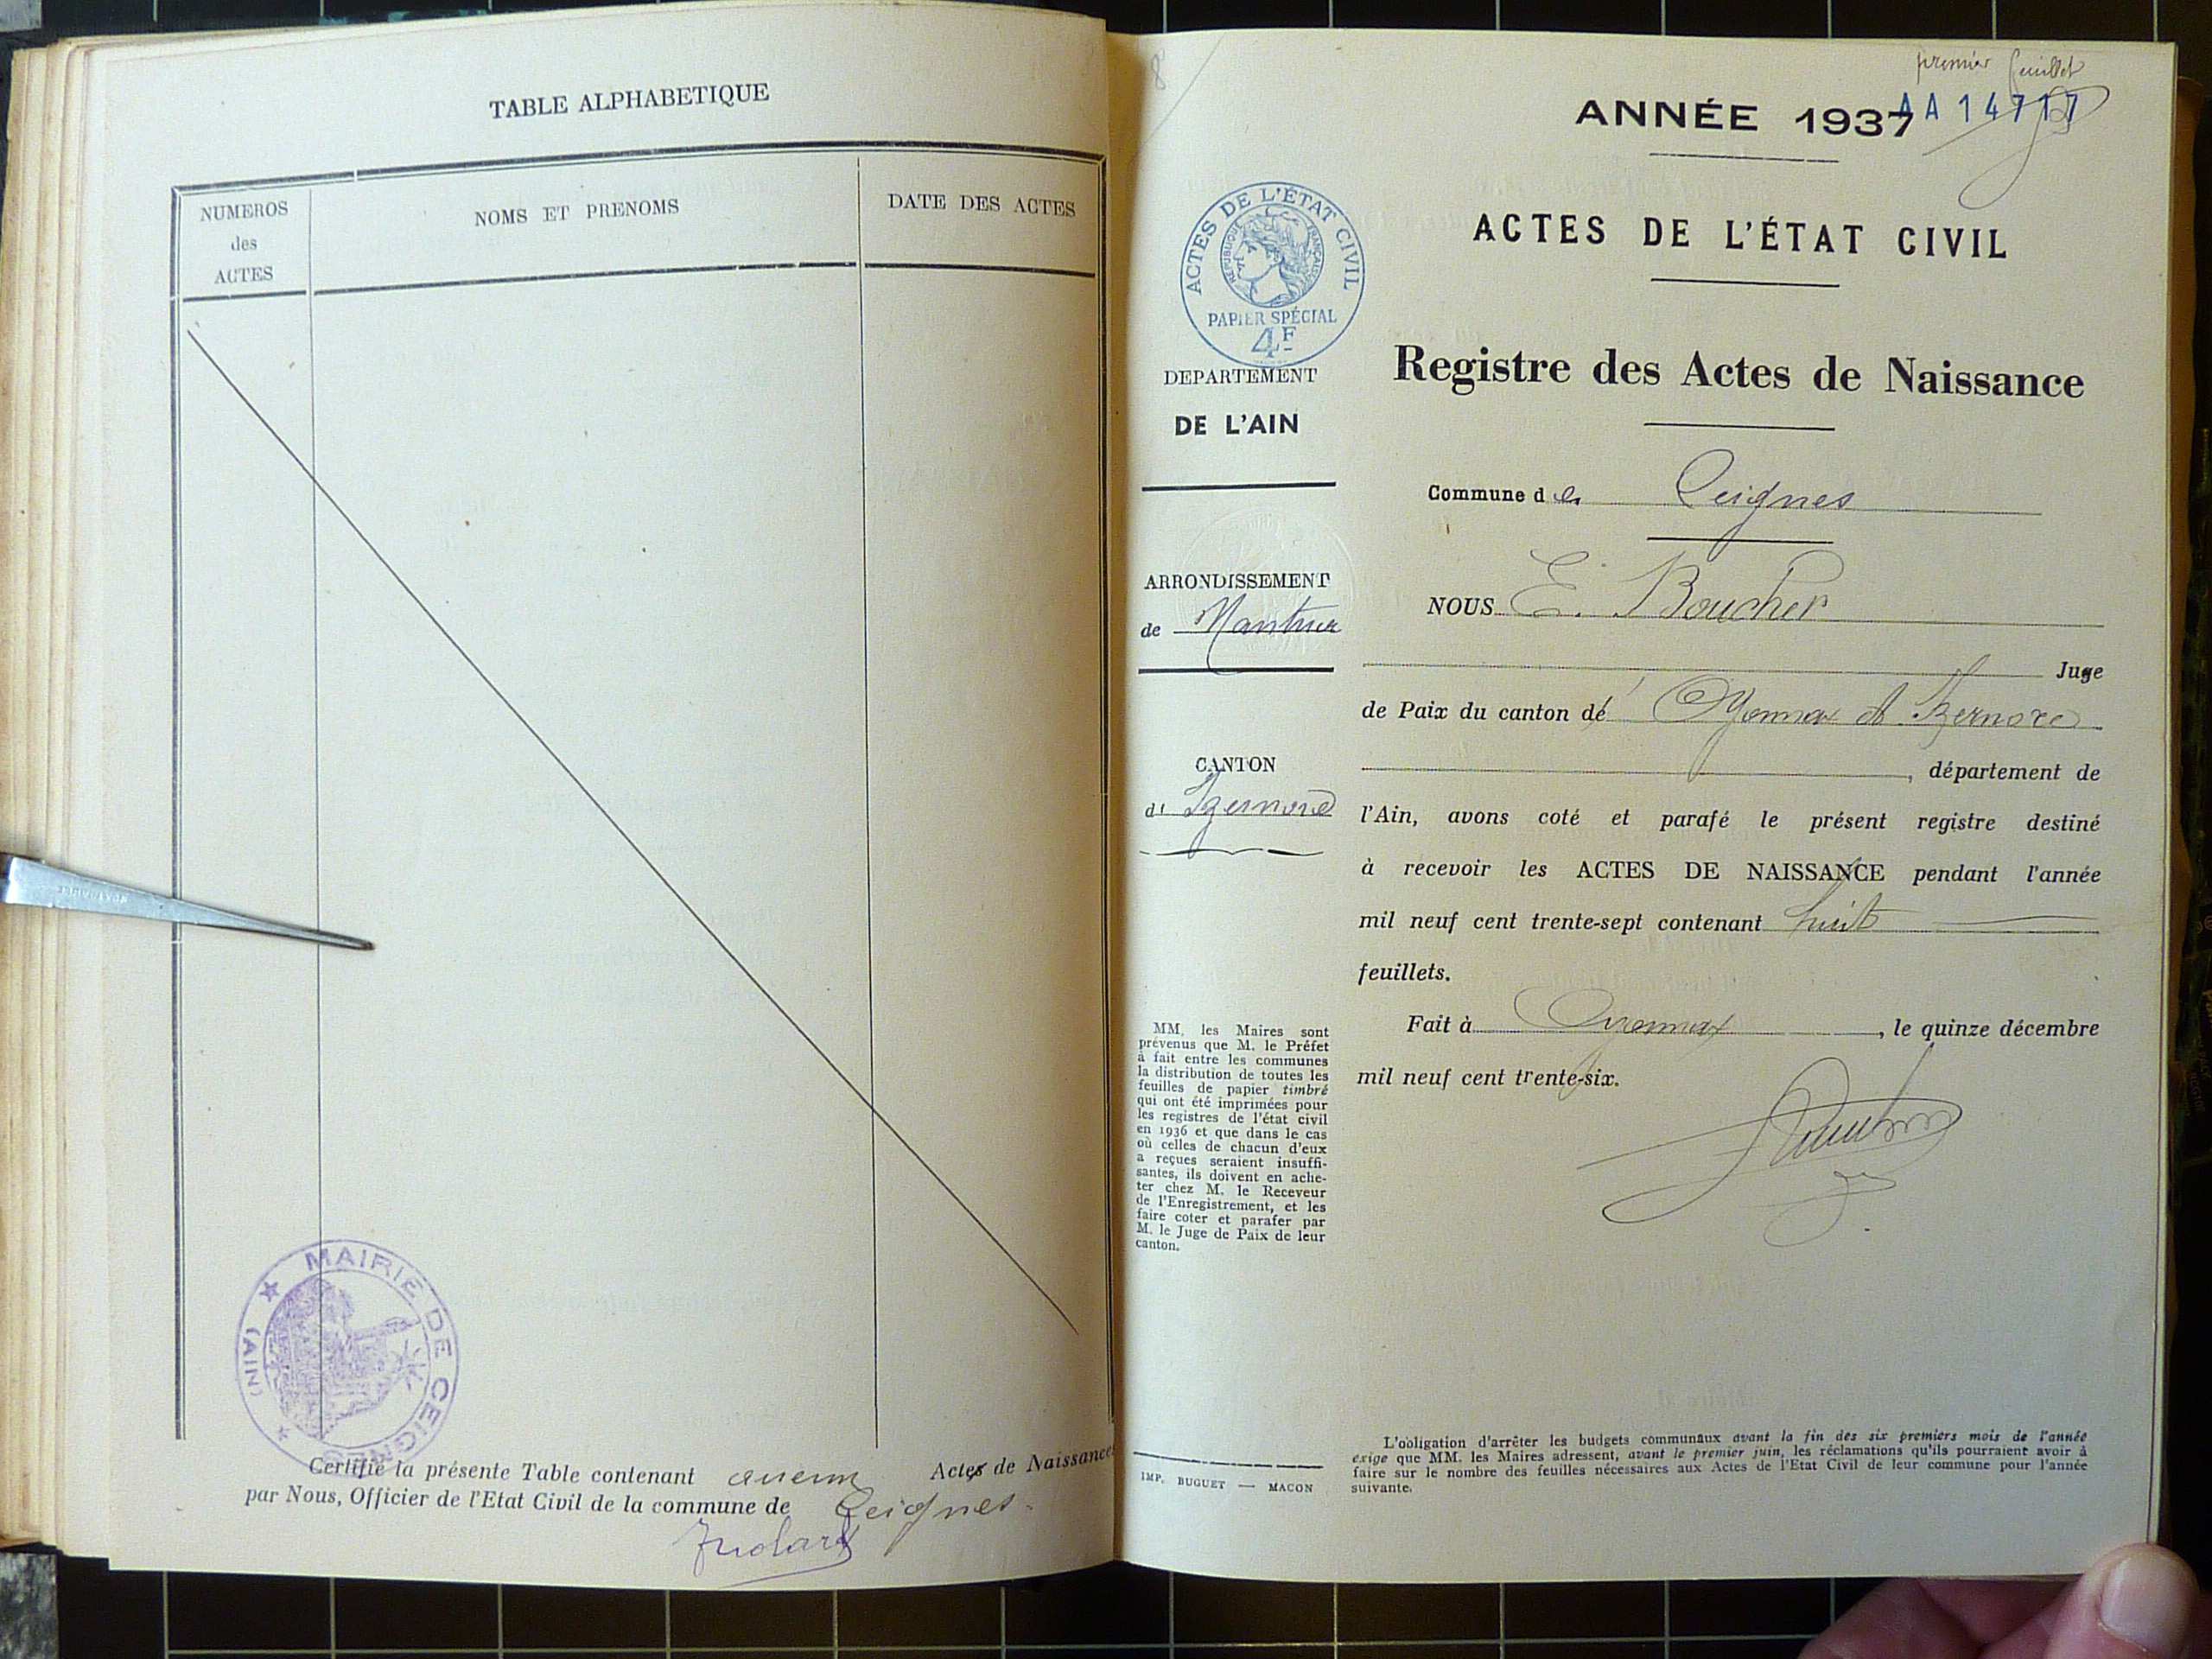 TABLE ALPHABETIQUE
NUMEROS
des
ACTES
NOMS ET PRENOMS
DATE DES ACTES
MAIRIE DE CEIGNES
(AIN)
Certifié la présente Table contenant aucun Actes de Naissances
par Nous, Officier de l'Etat Civil de la commune de Ceignes.
8
premier feuillet
ANNÉE 1937
AA 14717
ACTES DE L'ÉTAT CIVIL
ACTES DE L'ÉTAT CIVIL
RÉPUBLIQUE FRANÇAISE
PAPIER SPÉCIAL
4F
DEPARTEMENT
DE L'AIN
ARRONDISSEMENT
de Nantua
CANTON
d' Izernore
MM. les Maires sont
prévenus que M. le Préfet
à fait entre les communes
la distribution de toutes les
feuilles de papier timbré
qui ont été imprimées pour
les registres de l'état civil
en 1936 et que dans le cas
où celles de chacun d'eux
a reçues seraient insuffi-
santes, ils doivent en ache-
ter chez M. le Receveur
de l'Enregistrement, et les
faire coter et parafer par
M. le Juge de Paix de leur
canton.
IMP. BUGUET — MACON
Registre des Actes de Naissance
Commune de Ceignes
NOUS E. Boucher
Juge
de Paix du canton d' Oyonnax et Izernore
, département de
l'Ain, avons coté et parafé le présent registre destiné
à recevoir les ACTES DE NAISSANCE pendant l'année
mil neuf cent trente-sept contenant huit
feuillets.
Fait à Oyonnax, le quinze décembre
mil neuf cent trente-six.
L'obligation d'arrêter les budgets communaux avant la fin des six premiers mois de l'année
exige que MM. les Maires adressent, avant le premier juin, les réclamations qu'ils pourraient avoir à
faire sur le nombre des feuilles nécessaires aux Actes de l'Etat Civil de leur commune pour l'année
suivante.